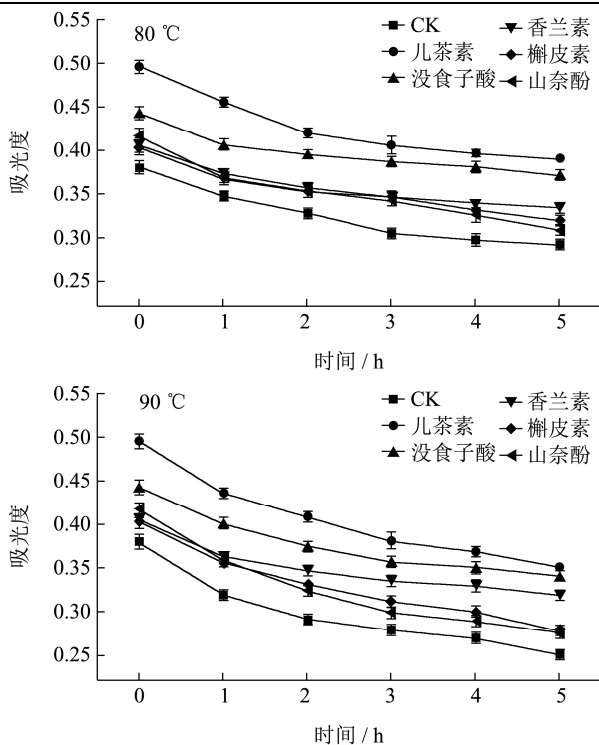 80 ℃
CK
香兰素
儿茶素
槲皮素
没食子酸
山奈酚
吸光度
0.55
0.50
0.45
0.40
0.35
0.30
0.25
0 1 2 3 4 5
时间 / h
90 ℃
CK
香兰素
儿茶素
槲皮素
没食子酸
山奈酚
吸光度
0.55
0.50
0.45
0.40
0.35
0.30
0.25
0 1 2 3 4 5
时间 / h